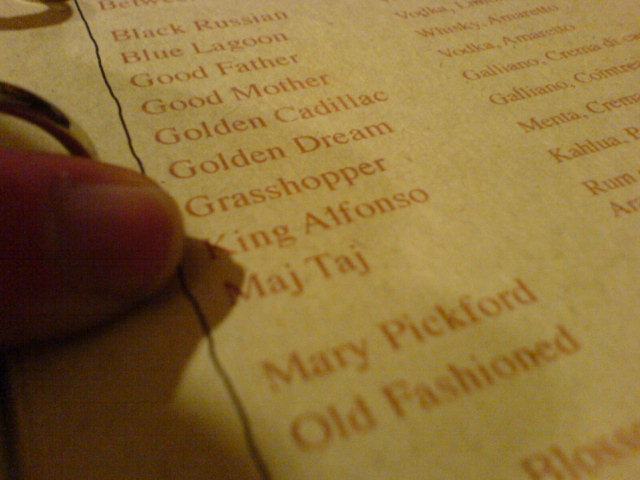 Black Russian
Blue Lagoon Vodka,
Good Father Whisky, Amaretto
Good Mother Vodka, Amaretto
Golden Cadillac Galliano, Crema di
Golden Dream Galliano, Cointreau
Grasshopper Menta,
King Alfonso Kahlua,
Maj Taj Rum
Mary Pickford
Old Fashioned